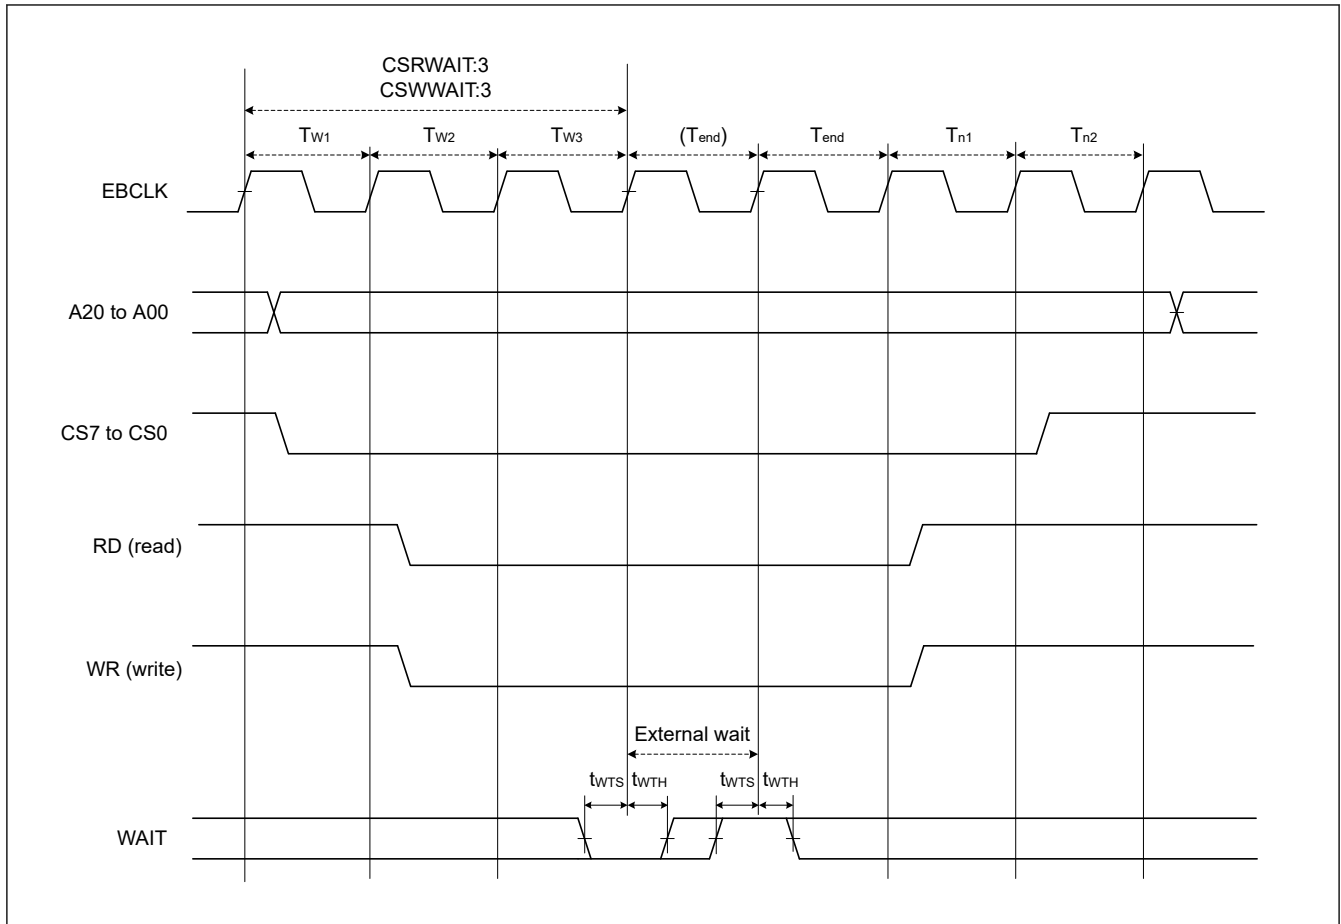 CSRWAIT:3
CSWWAIT:3
TW1 TW2 TW3 (Tend) Tend Tn1 Tn2
EBCLK
A20 to A00
CS7 to CS0
RD (read)
WR (write)
External wait
tWTS tWTH tWTS tWTH
WAIT